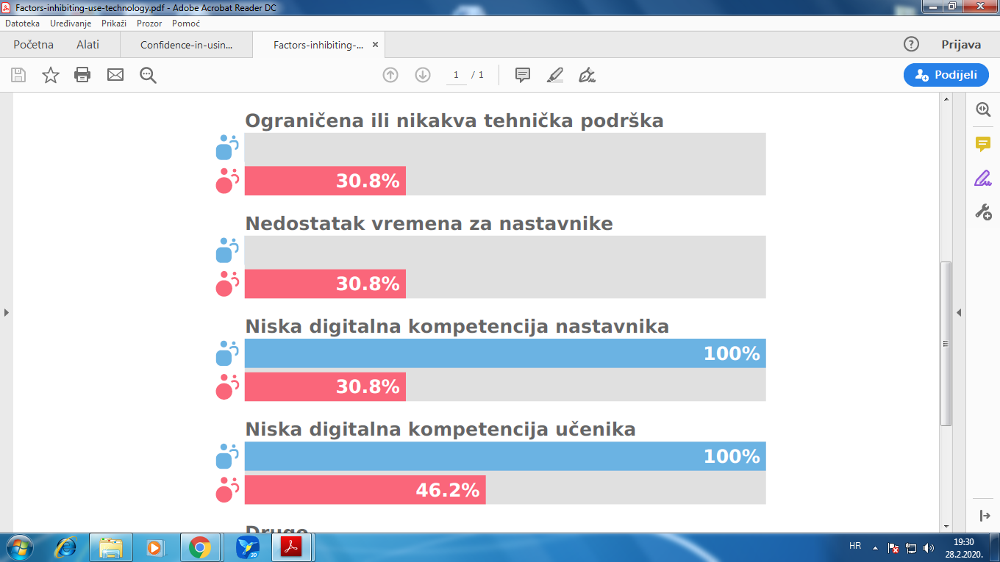 Factors-inhibiting-use-technology.pdf - Adobe Acrobat Reader DC
Datoteka Uređivanje Prikaži Prozor Pomoć
Početna Alati Confidence-in-usin... Factors-inhibiting-... × ? Prijava
1 / 1 Podijeli
Ograničena ili nikakva tehnička podrška
30.8%
Nedostatak vremena za nastavnike
30.8%
Niska digitalna kompetencija nastavnika
100%
30.8%
Niska digitalna kompetencija učenika
100%
46.2%
Drugo
HR 19:30
28.2.2020.